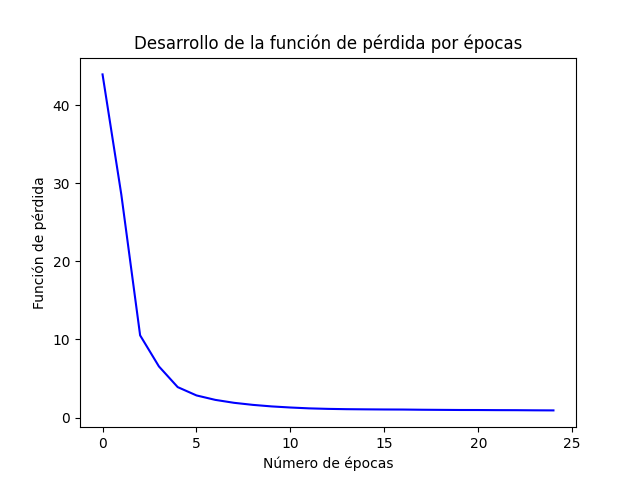 Desarrollo de la función de pérdida por épocas
Función de pérdida
40
30
20
10
0
0 5 10 15 20 25
Número de épocas